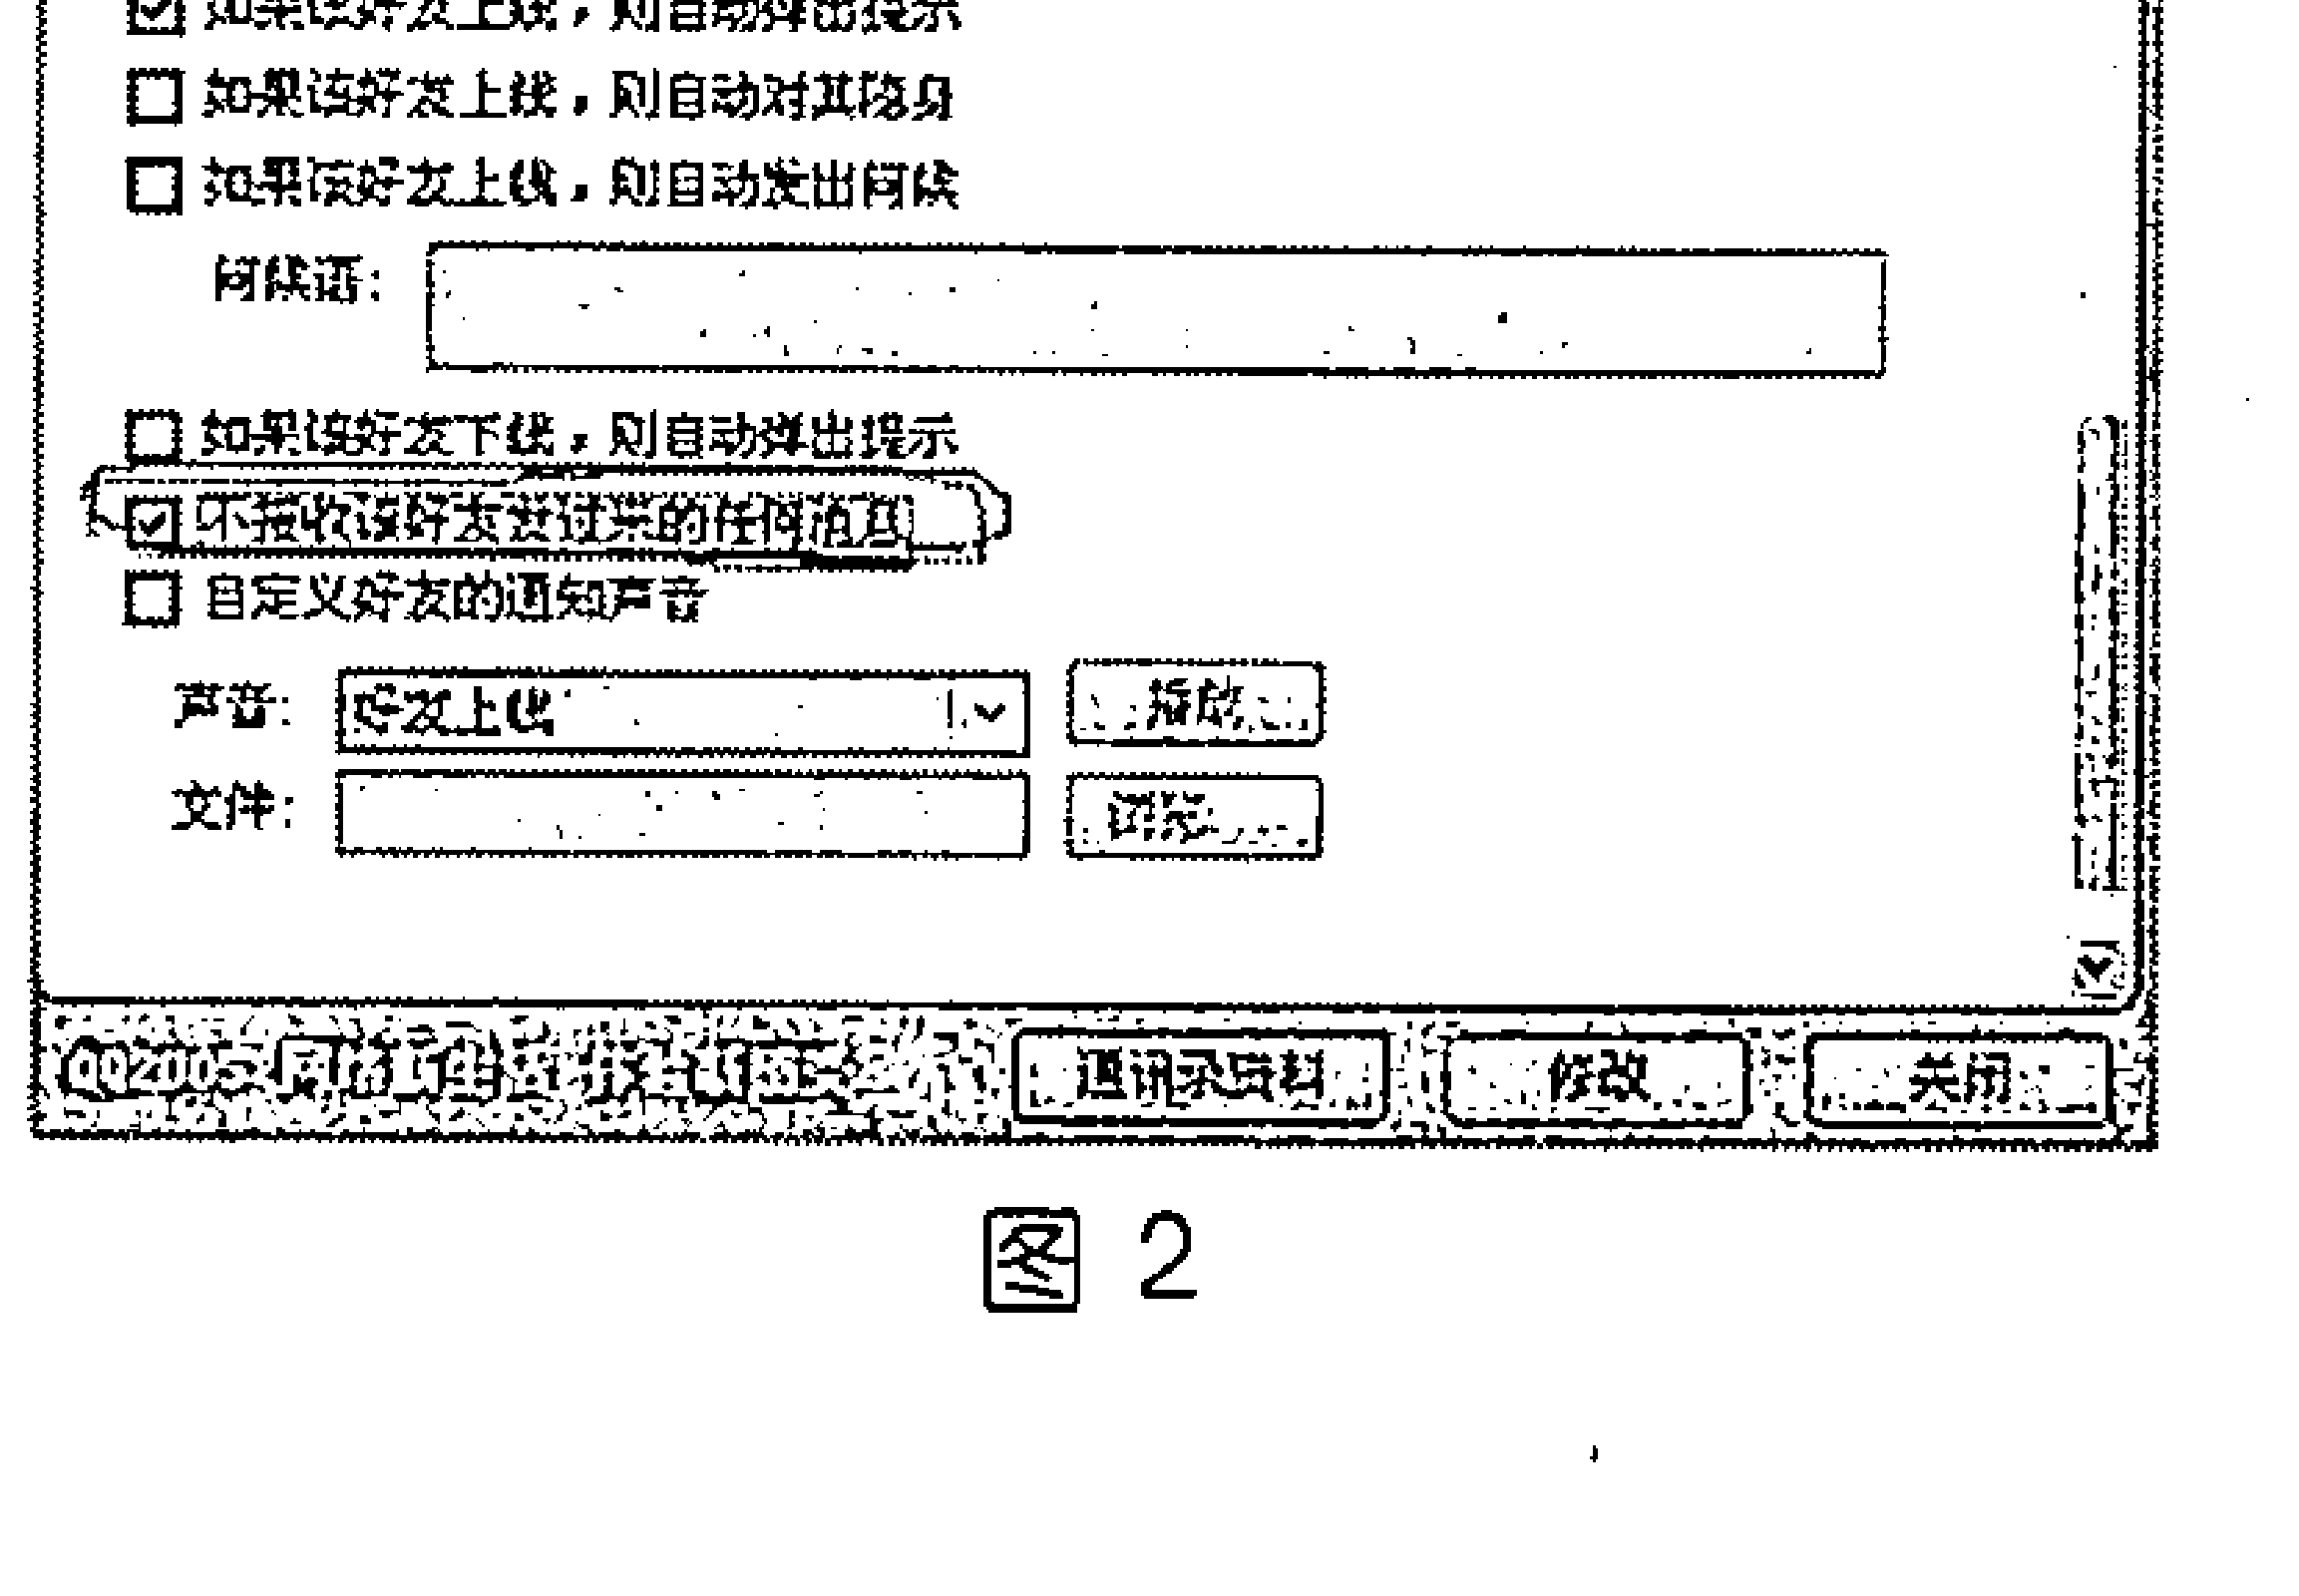 如果该好友上线，则自动弹出提示
如果该好友上线，则自动对其隐身
如果该好友上线，则自动发出问候
问候语:
如果该好友下线，则自动弹出提示
不接收该好友发过来的任何消息
自定义好友的通知声音
声音: 好友上线 播放
文件: 浏览
QQ2005 通讯录资料 修改 关闭
图 2